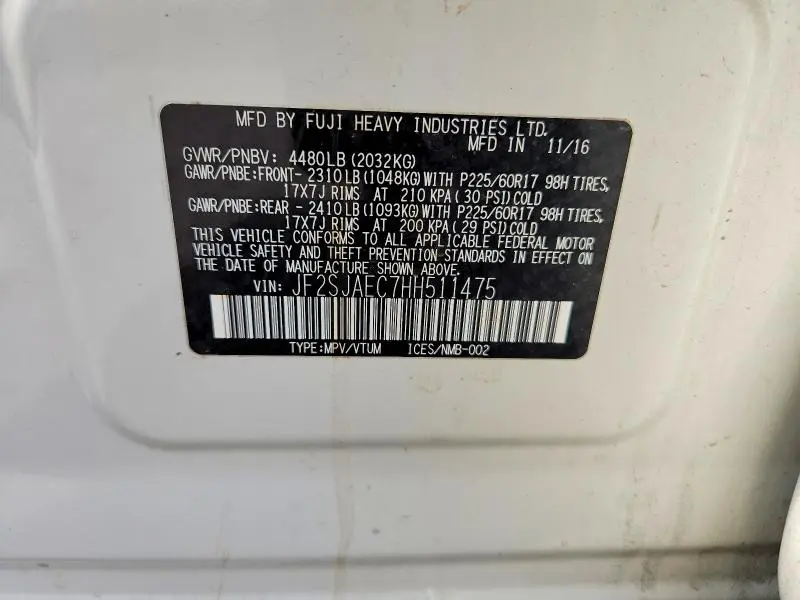 MFD BY FUJI HEAVY INDUSTRIES LTD.
MFD IN 11/16
GVWR/PNBV: 4480LB(2032KG)
GAWR/PNBE:FRONT- 2310LB(1048KG)WITH P225/60R17 98H TIRES,
17X7J RIMS AT 210 KPA( 30 PSI)COLD
GAWR/PNBE:REAR - 2410LB(1093KG)WITH P225/60R17 98H TIRES,
17X7J RIMS AT 200 KPA( 29 PSI)COLD
THIS VEHICLE CONFORMS TO ALL APPLICABLE FEDERAL MOTOR
VEHICLE SAFETY AND THEFT PREVENTION STANDARDS IN EFFECT ON
THE DATE OF MANUFACTURE SHOWN ABOVE.
VIN: JF2SJAEC7HH511475
TYPE:MPV/VTUM ICES/NMB-002